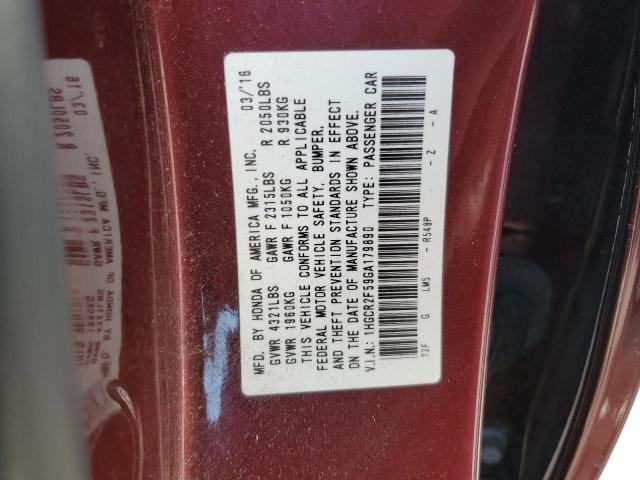 MFD. BY HONDA OF AMERICA MFG., INC. 03/16
GVWR 4321LBS GAWR F 2315LBS R 2050LBS
GVWR 1960KG GAWR F 1050KG R 930KG
THIS VEHICLE CONFORMS TO ALL APPLICABLE
FEDERAL MOTOR VEHICLE SAFETY, BUMPER,
AND THEFT PREVENTION STANDARDS IN EFFECT
ON THE DATE OF MANUFACTURE SHOWN ABOVE.
V.I.N.: 1HGCR2F59GA179890 TYPE: PASSENGER CAR
T2F G LM5 - R548P - Z - A